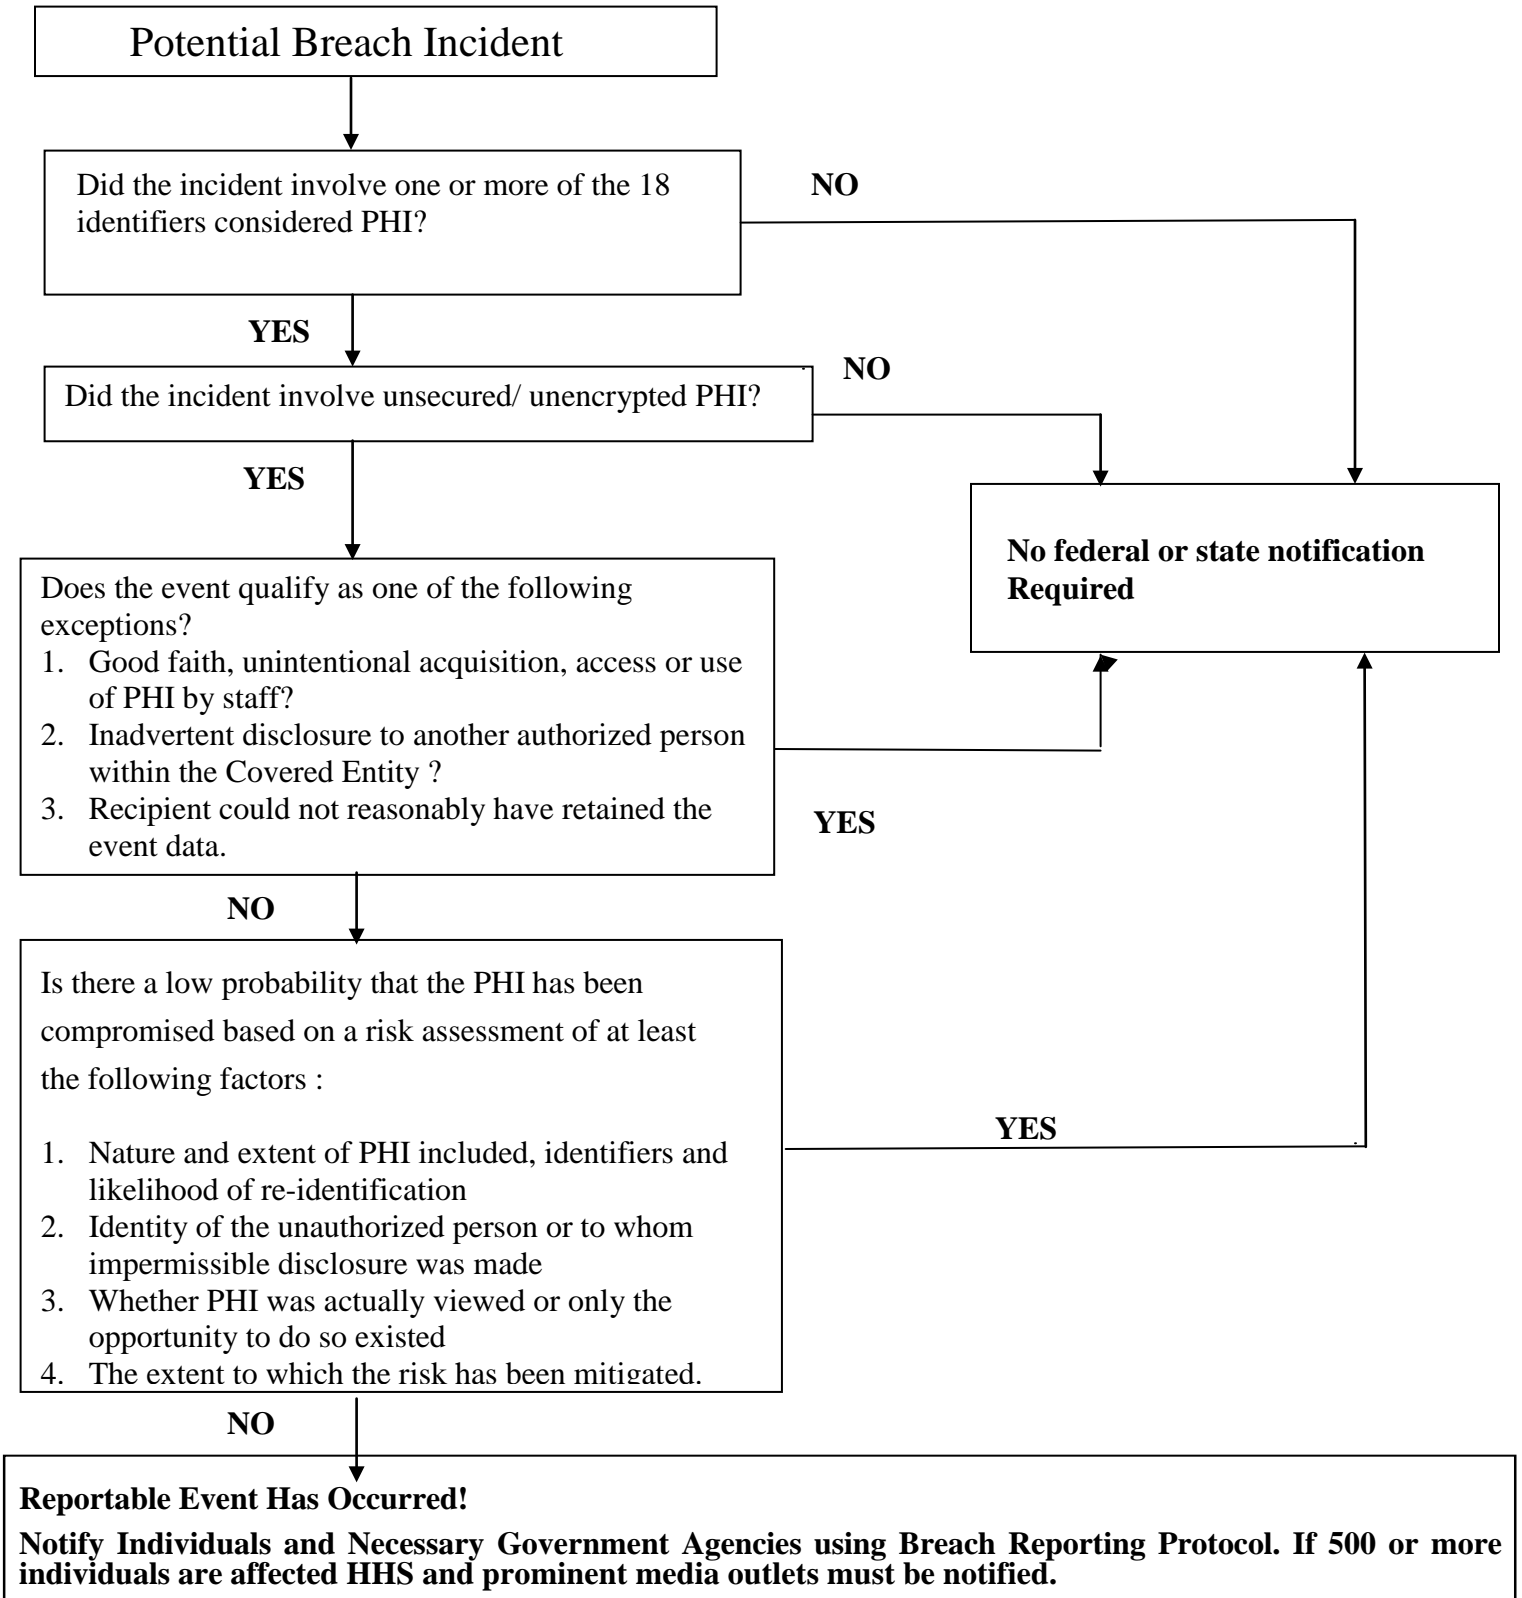 Potential Breach Incident
Did the incident involve one or more of the 18
identifiers considered PHI?
NO
YES
Did the incident involve unsecured/ unencrypted PHI?
NO
YES
No federal or state notification
Required
Does the event qualify as one of the following
exceptions?
1. Good faith, unintentional acquisition, access or use
of PHI by staff?
2. Inadvertent disclosure to another authorized person
within the Covered Entity ?
3. Recipient could not reasonably have retained the
event data.
YES
NO
Is there a low probability that the PHI has been
compromised based on a risk assessment of at least
the following factors :
1. Nature and extent of PHI included, identifiers and
likelihood of re-identification
2. Identity of the unauthorized person or to whom
impermissible disclosure was made
3. Whether PHI was actually viewed or only the
opportunity to do so existed
4. The extent to which the risk has been mitigated.
YES
NO
Reportable Event Has Occurred!
Notify Individuals and Necessary Government Agencies using Breach Reporting Protocol. If 500 or more
individuals are affected HHS and prominent media outlets must be notified.